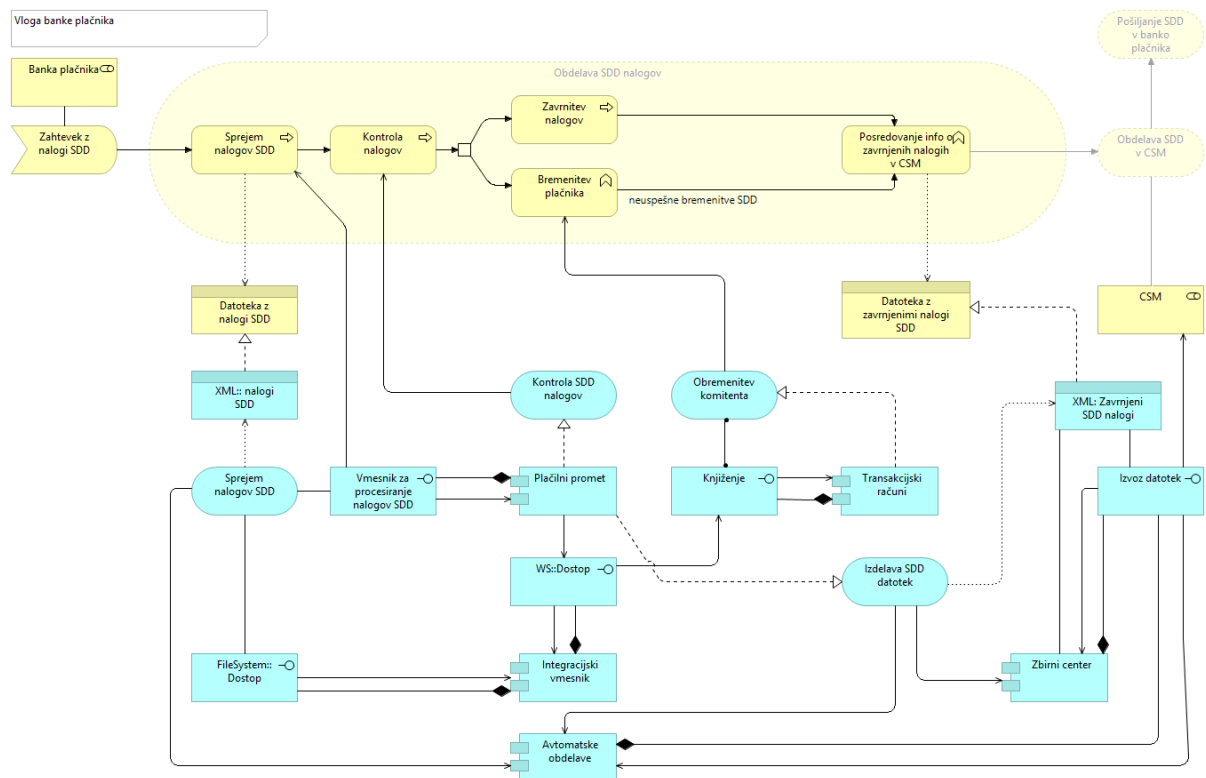 Vloga banke plačnika
Pošiljanje SDD
v banko
plačnika
Banka plačnika
Obdelava SDD nalogov
Zahtevek z
nalogi SDD
Sprejem
nalogov SDD
Kontrola
nalogov
Zavrnitev
nalogov
Posredovanje info o
zavrnjenih nalogih
v CSM
Obdelava SDD
v CSM
Bremenitev
plačnika
neuspešne bremenitve SDD
Datoteka z
nalogi SDD
Datoteka z
zavrnjenimi nalogi
SDD
CSM
XML:: nalogi
SDD
Kontrola SDD
nalogov
Obremenitev
komitenta
XML: Zavrnjeni
SDD nalogi
Sprejem
nalogov SDD
Vmesnik za
procesiranje
nalogov SDD
Plačilni promet
Knjiženje
Transakcijski
računi
Izvoz datotek
WS::Dostop
Izdelava SDD
datotek
FileSystem::
Dostop
Integracijski
vmesnik
Zbirni center
Avtomatske
obdelave